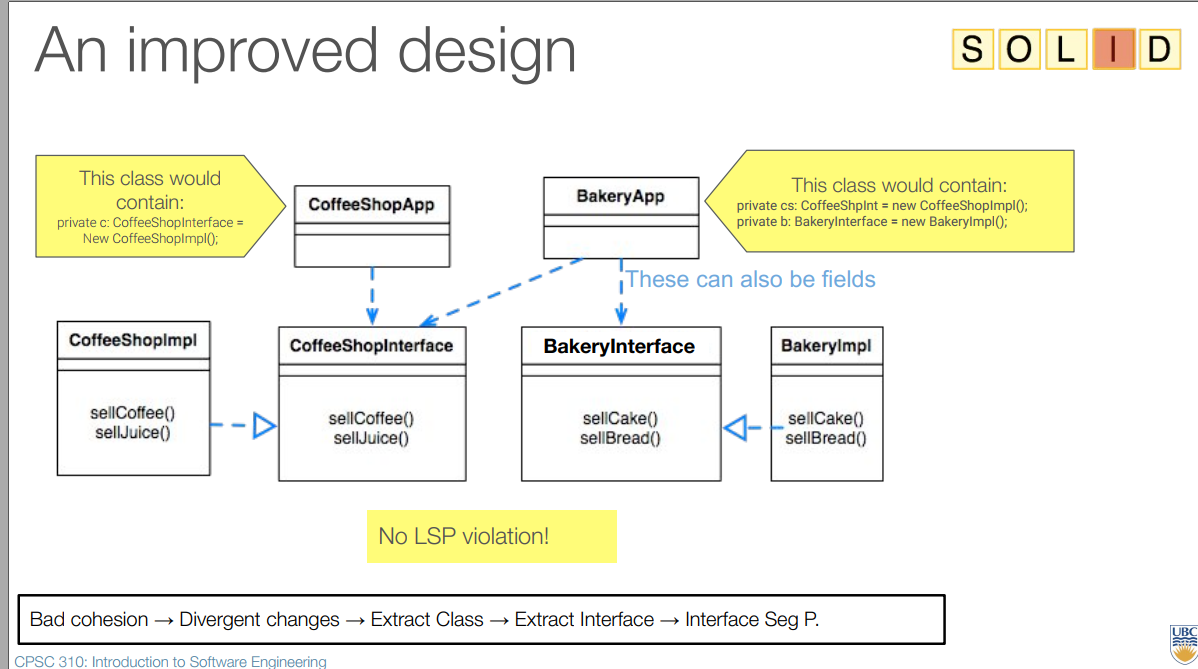 An improved design
S O L I D
This class would
contain:
private c: CoffeeShopInterface =
New CoffeeShopImpl();
CoffeeShopApp
BakeryApp
This class would contain:
private cs: CoffeeShpInt = new CoffeeShopImpl();
private b: BakeryInterface = new BakeryImpl();
These can also be fields
CoffeeShopImpl
sellCoffee()
sellJuice()
CoffeeShopInterface
sellCoffee()
sellJuice()
BakeryInterface
sellCake()
sellBread()
BakeryImpl
sellCake()
sellBread()
No LSP violation!
Bad cohesion → Divergent changes → Extract Class → Extract Interface → Interface Seg P.
CPSC 310: Introduction to Software Engineering
UBC